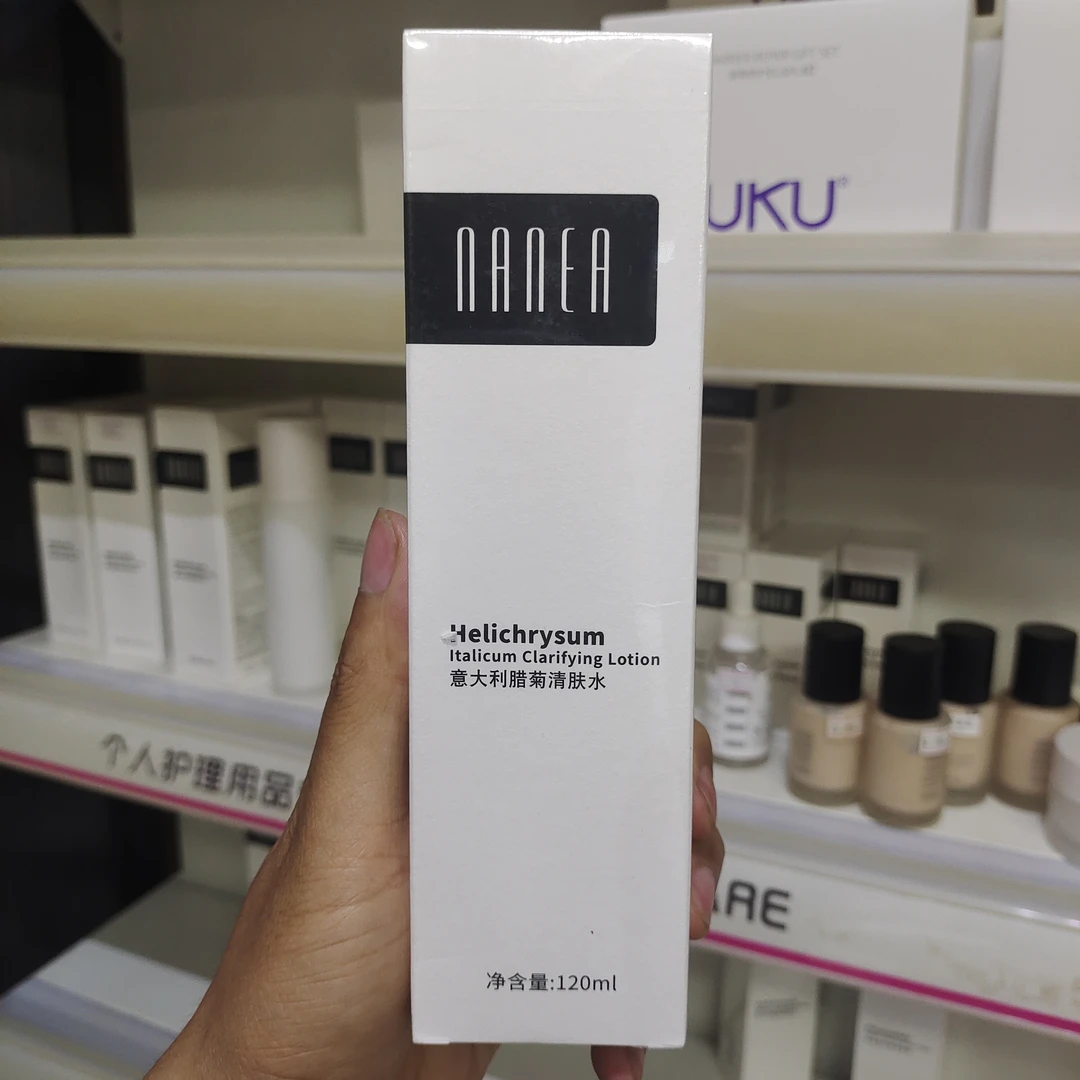 UKU
NANEA
Helichrysum
Italicum Clarifying Lotion
意大利腊菊清肤水
个人护理用品
ARE
净含量:120ml